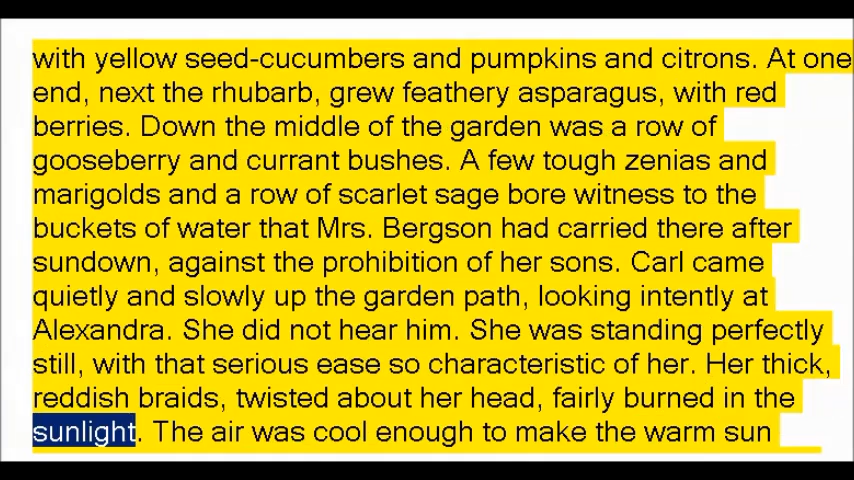 with yellow seed-cucumbers and pumpkins and citrons. At one
end, next the rhubarb, grew feathery asparagus, with red
berries. Down the middle of the garden was a row of
gooseberry and currant bushes. A few tough zenias and
marigolds and a row of scarlet sage bore witness to the
buckets of water that Mrs. Bergson had carried there after
sundown, against the prohibition of her sons. Carl came
quietly and slowly up the garden path, looking intently at
Alexandra. She did not hear him. She was standing perfectly
still, with that serious ease so characteristic of her. Her thick,
reddish braids, twisted about her head, fairly burned in the
sunlight. The air was cool enough to make the warm sun